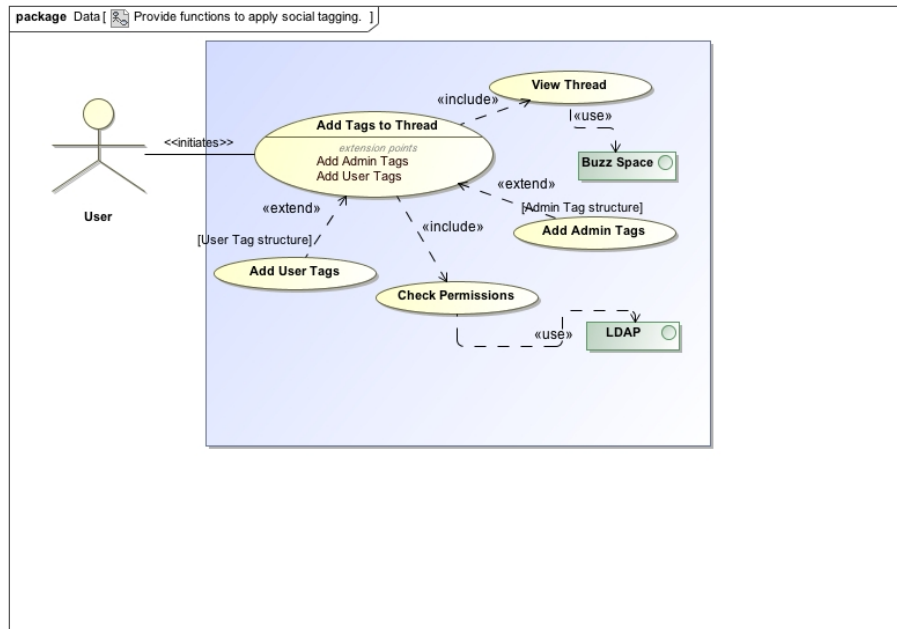 package Data [ Provide functions to apply social tagging. ]
View Thread
«include»
«use»
Add Tags to Thread
<<initiates>>
extension points
Add Admin Tags
Add User Tags
Buzz Space
«extend»
[Admin Tag structure]
«extend»
User
«include»
Add Admin Tags
[User Tag structure]
Add User Tags
Check Permissions
«use»
LDAP